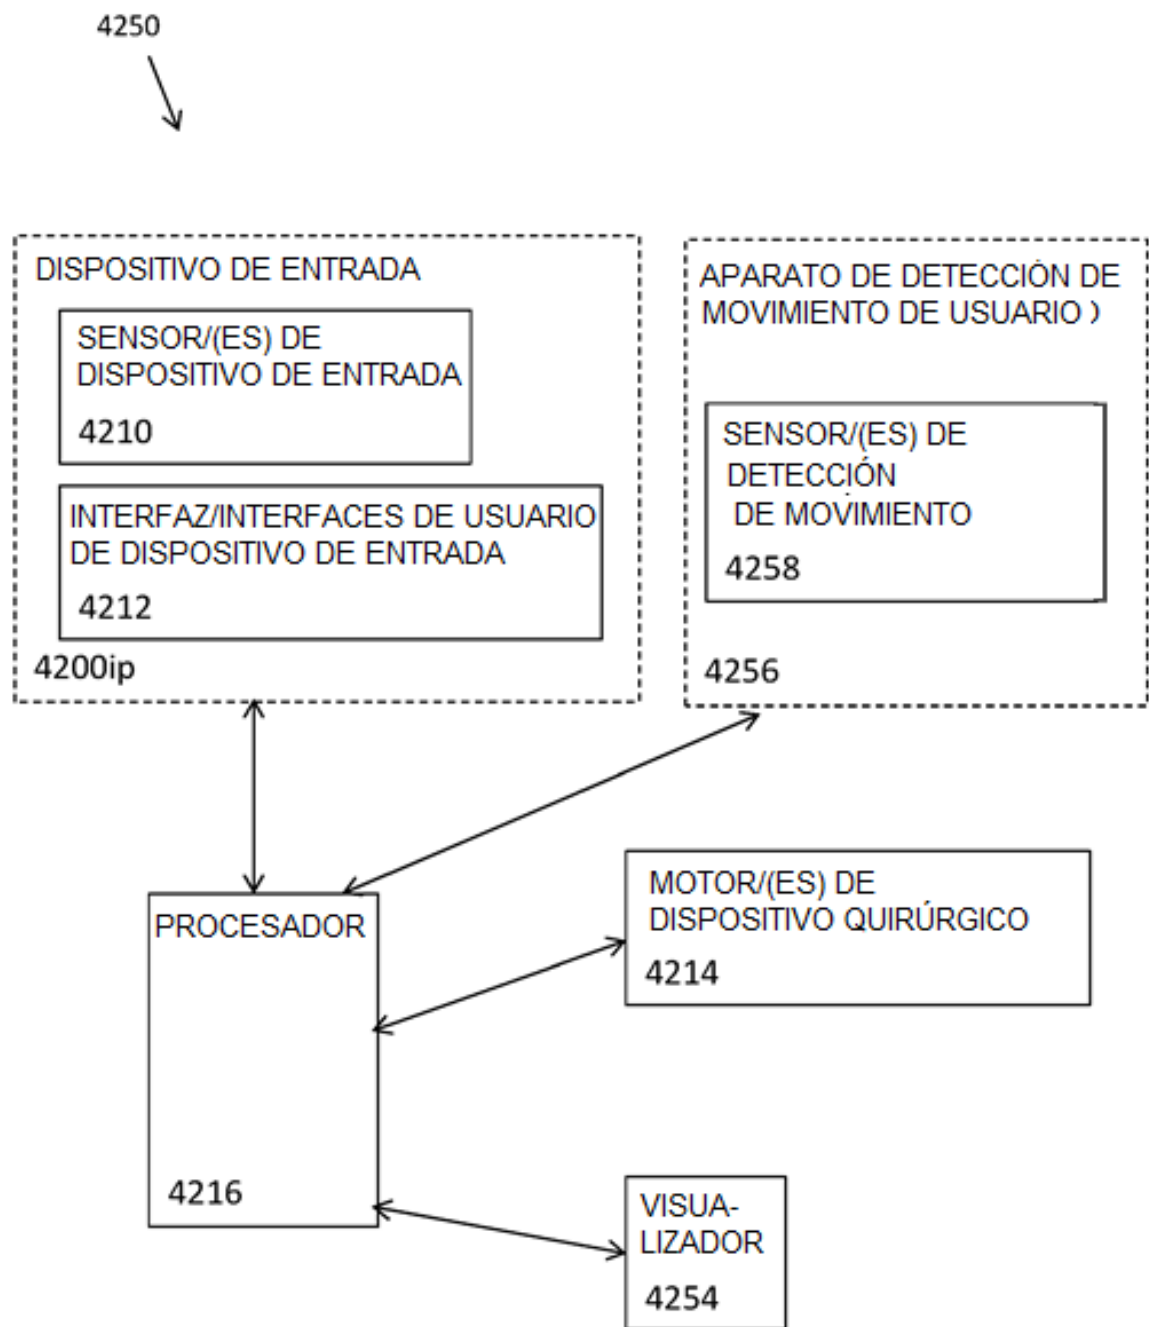 4250
DISPOSITIVO DE ENTRADA
SENSOR/(ES) DE
DISPOSITIVO DE ENTRADA
4210
INTERFAZ/INTERFACES DE USUARIO
DE DISPOSITIVO DE ENTRADA
4212
4200ip
APARATO DE DETECCIÓN DE
MOVIMIENTO DE USUARIO )
SENSOR/(ES) DE
DETECCIÓN
DE MOVIMIENTO
4258
4256
PROCESADOR
4216
MOTOR/(ES) DE
DISPOSITIVO QUIRÚRGICO
4214
VISUA-
LIZADOR
4254